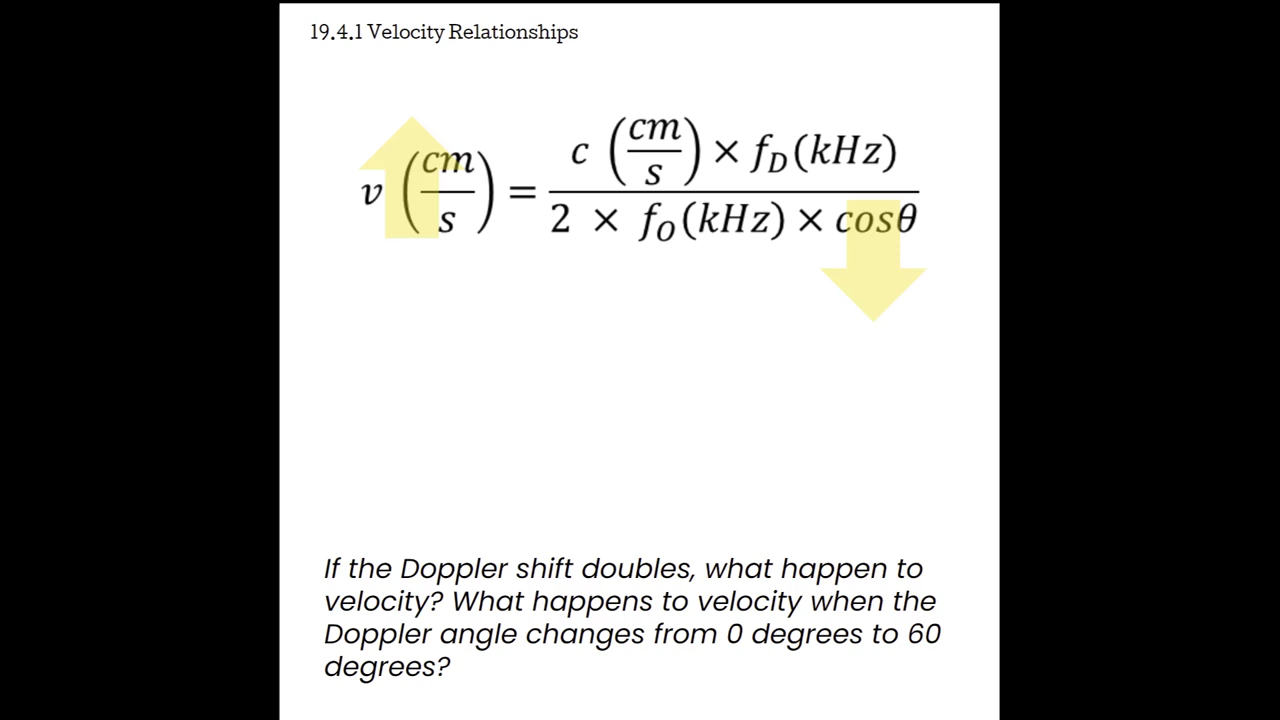 19.4.1 Velocity Relationships
v (cm/s) = c (cm/s) × f_D(kHz) / 2 × f_O(kHz) × cosθ
If the Doppler shift doubles, what happen to
velocity? What happens to velocity when the
Doppler angle changes from 0 degrees to 60
degrees?